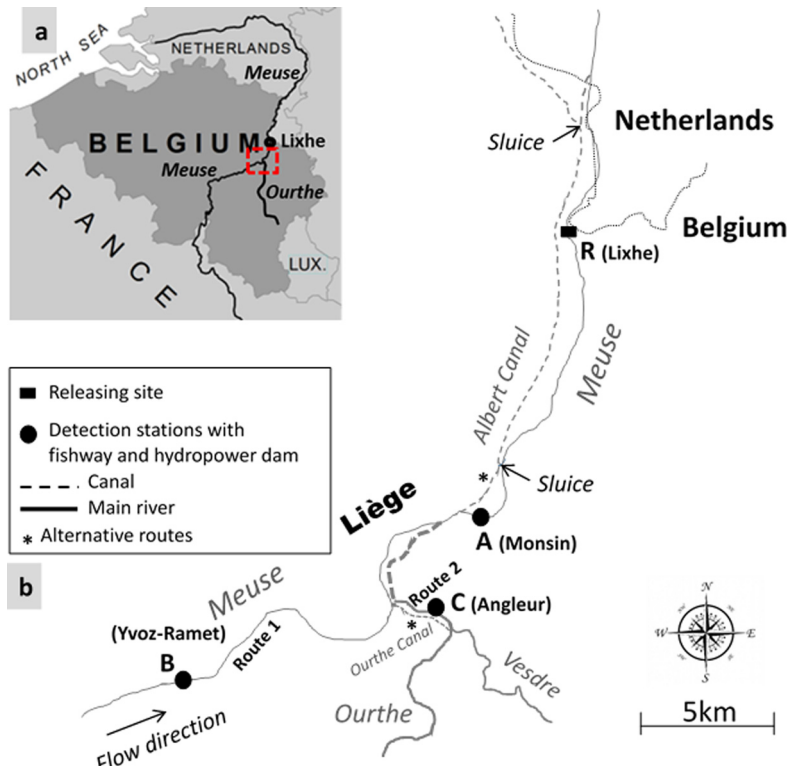 a
NORTH SEA
NETHERLANDS
Meuse
BELGIUM
Lixhe
Meuse
Ourthe
FRANCE
LUX.
Sluice
Netherlands
Belgium
R (Lixhe)
Albert Canal
Meuse
Releasing site
Detection stations with
fishway and hydropower dam
Canal
Main river
* Alternative routes
*
Sluice
Liège
A (Monsin)
b
Meuse
Route 2
C (Angleur)
*
Ourthe Canal
(Yvoz-Ramet)
B
Route 1
Vesdre
Ourthe
Flow direction
N
W
E
S
5km